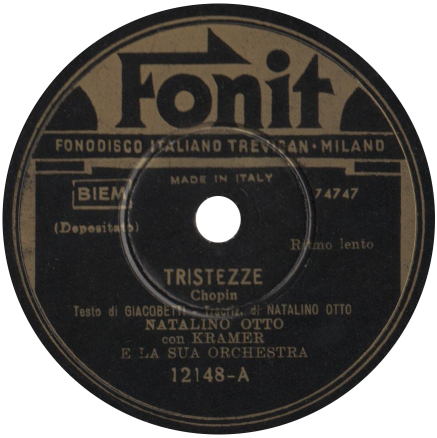 Fonit
FONODISCO ITALIANO TREVISAN • MILANO
MADE IN ITALY
BIEM
74747
(Depositato)
Ritmo lento
TRISTEZZE
Chopin
Testo di GIACOBETTI - Trascriz. di NATALINO OTTO
NATALINO OTTO
con KRAMER
E LA SUA ORCHESTRA
12148-A